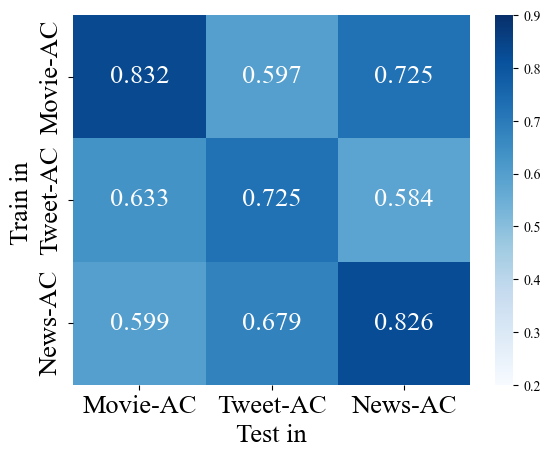 Train in
Movie-AC
0.832 0.597 0.725
Tweet-AC
0.633 0.725 0.584
News-AC
0.599 0.679 0.826
Movie-AC Tweet-AC News-AC
Test in
0.9
0.8
0.7
0.6
0.5
0.4
0.3
0.2